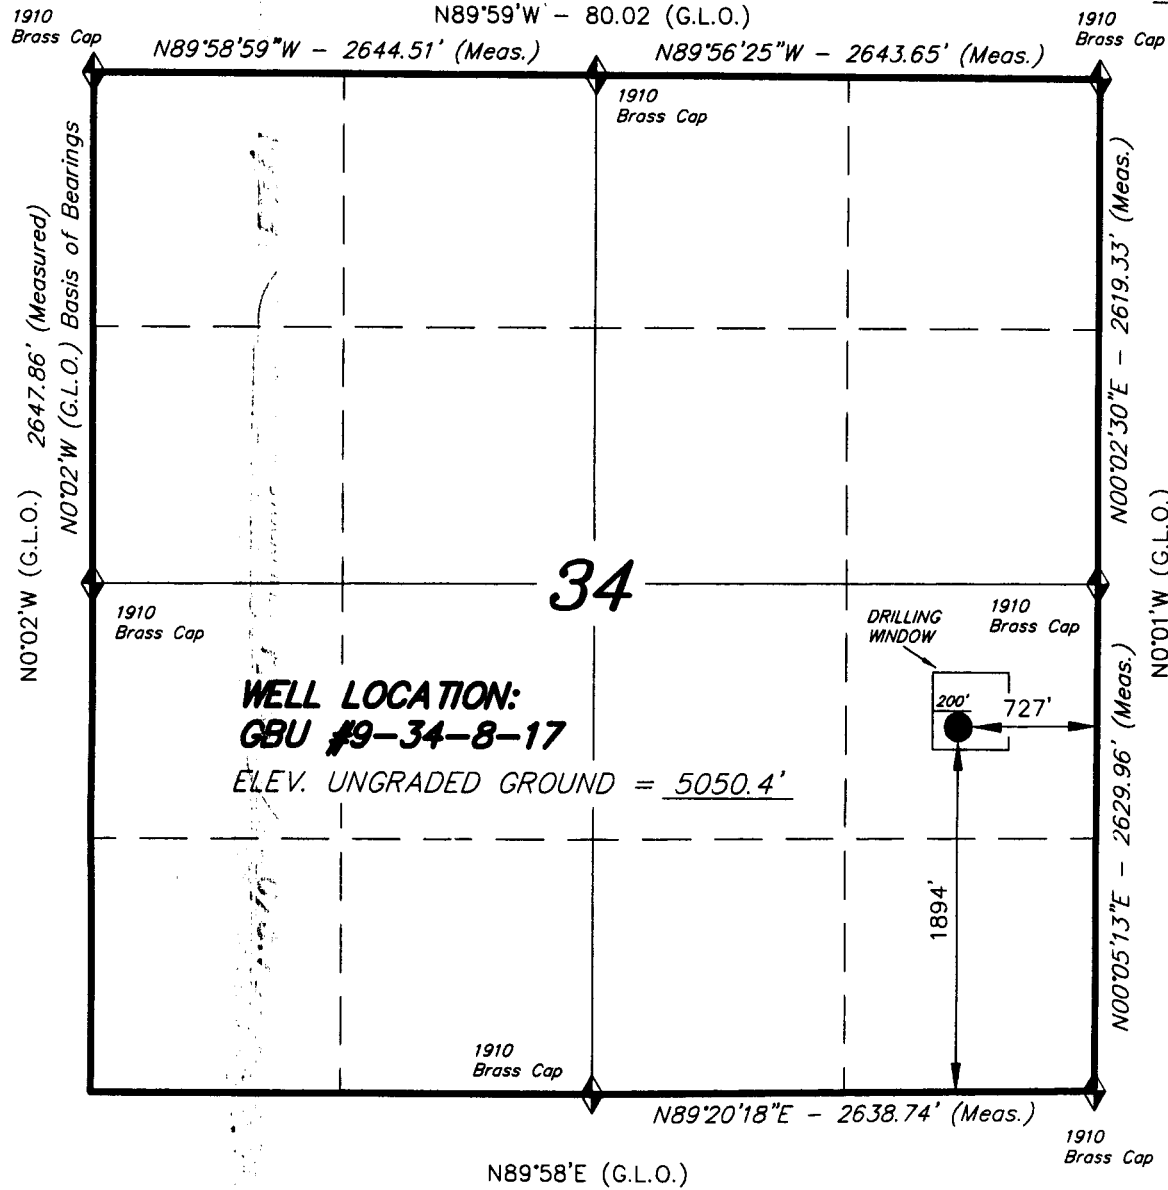 N89°59'W - 80.02 (G.L.O.)
1910
Brass Cap
N89°58'59"W - 2644.51' (Meas.)
N89°56'25"W - 2643.65' (Meas.)
1910
Brass Cap
1910
Brass Cap
N0°02'W (G.L.O.) 2647.86' (Measured)
N0°02'W (G.L.O.) Basis of Bearings
N00°02'30"E - 2619.33' (Meas.)
N0°01'W (G.L.O.)
34
1910
Brass Cap
DRILLING
WINDOW
1910
Brass Cap
WELL LOCATION:
GBU #9-34-8-17
ELEV. UNGRADED GROUND = 5050.4'
200'
727'
1894'
N00°05'13"E - 2629.96' (Meas.)
1910
Brass Cap
N89°20'18"E - 2638.74' (Meas.)
1910
Brass Cap
N89°58'E (G.L.O.)